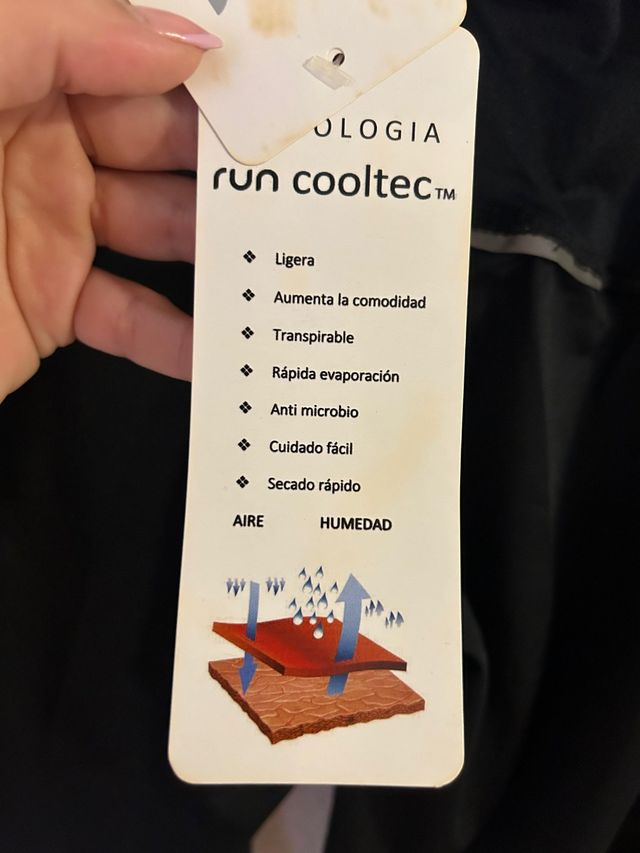 OLOGIA
run cooltec™
❖ Ligera
❖ Aumenta la comodidad
❖ Transpirable
❖ Rápida evaporación
❖ Anti microbio
❖ Cuidado fácil
❖ Secado rápido
AIRE HUMEDAD